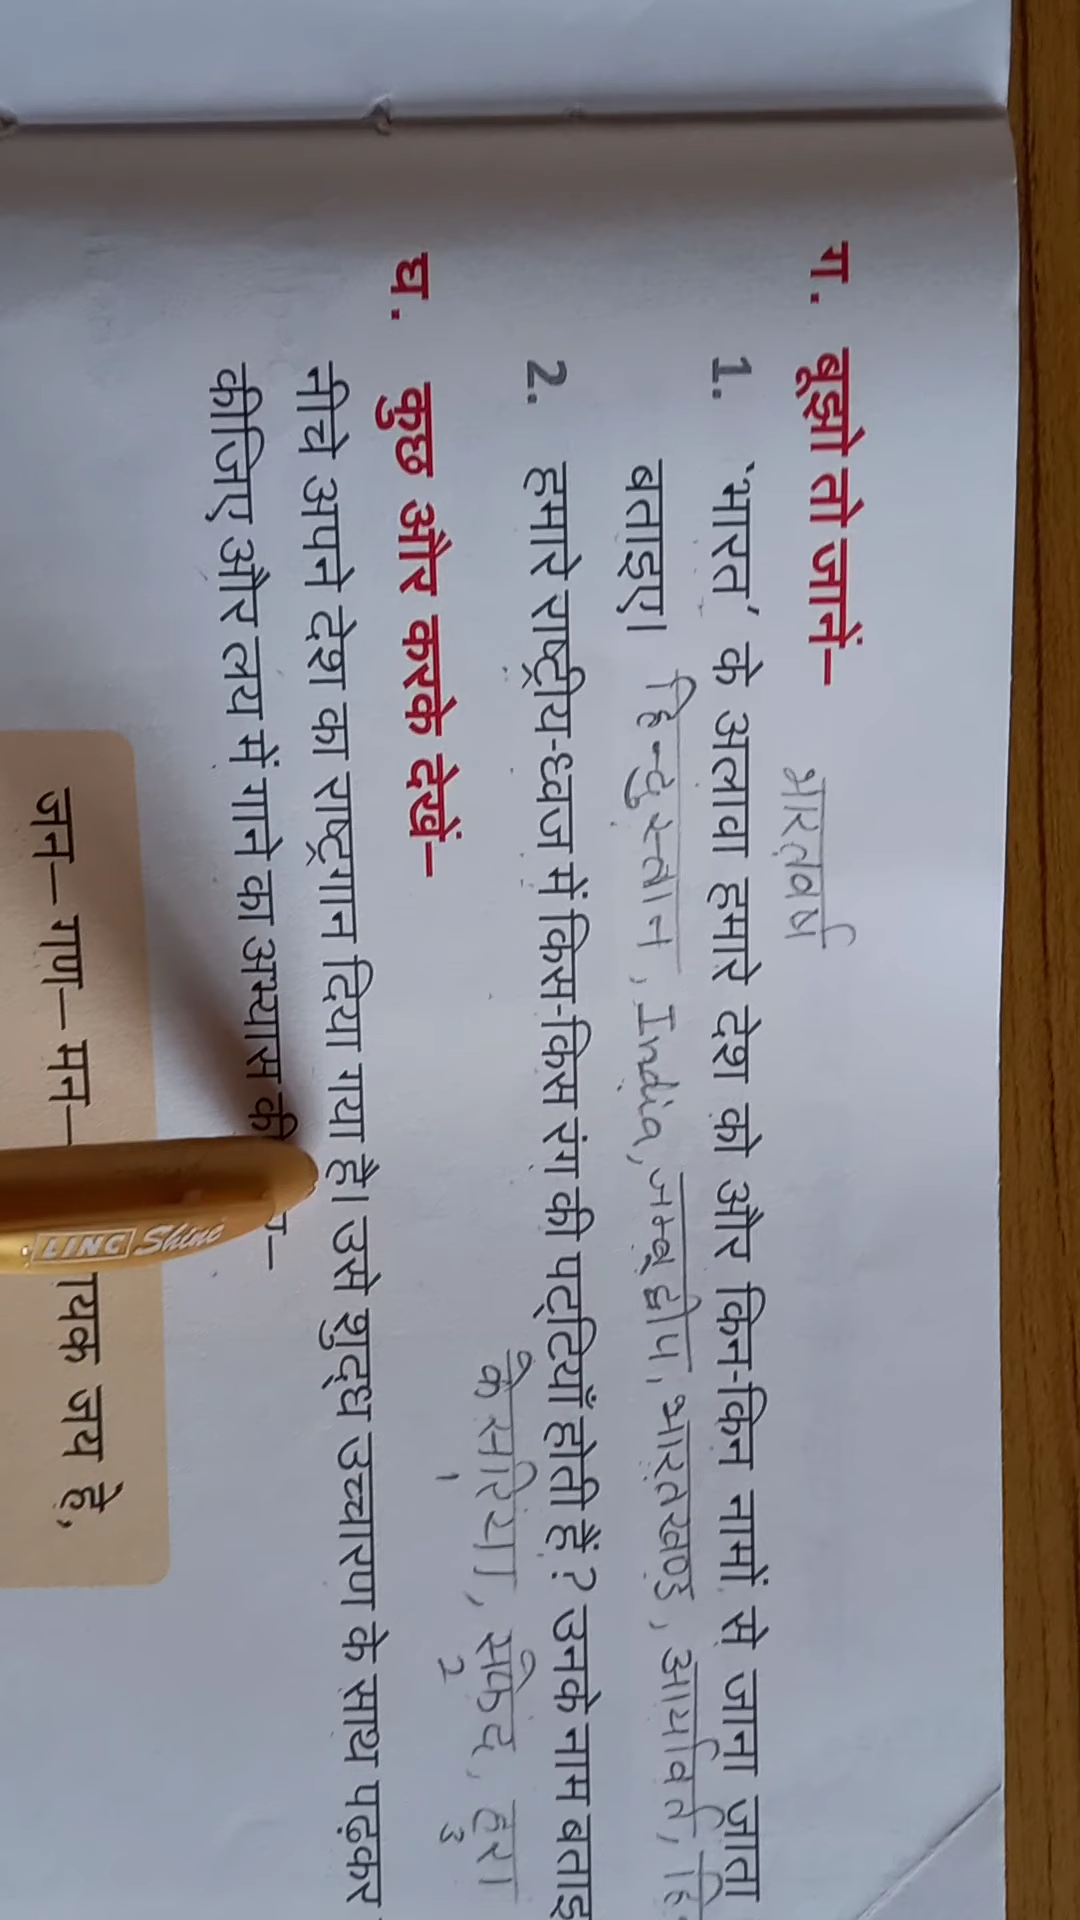 ग. बूझो तो जानें–
भारतवर्ष
1. 'भारत' के अलावा हमारे देश को और किन-किन नामों से जाना जाता
बताइए। हिन्दुस्तान, India, जम्बूद्वीप, भारतखण्ड, आर्यावर्त, हि
2. हमारे राष्ट्रीय-ध्वज में किस-किस रंग की पट्टियाँ होती हैं? उनके नाम बताइ
केसरिया, सफेद, हरा
1 2 3
घ. कुछ और करके देखें–
नीचे अपने देश का राष्ट्रगान दिया गया है। उसे शुद्ध उच्चारण के साथ पढ़कर
कीजिए और लय में गाने का अभ्यास
जन–गण–मन– यक जय हे,
LINC Shine